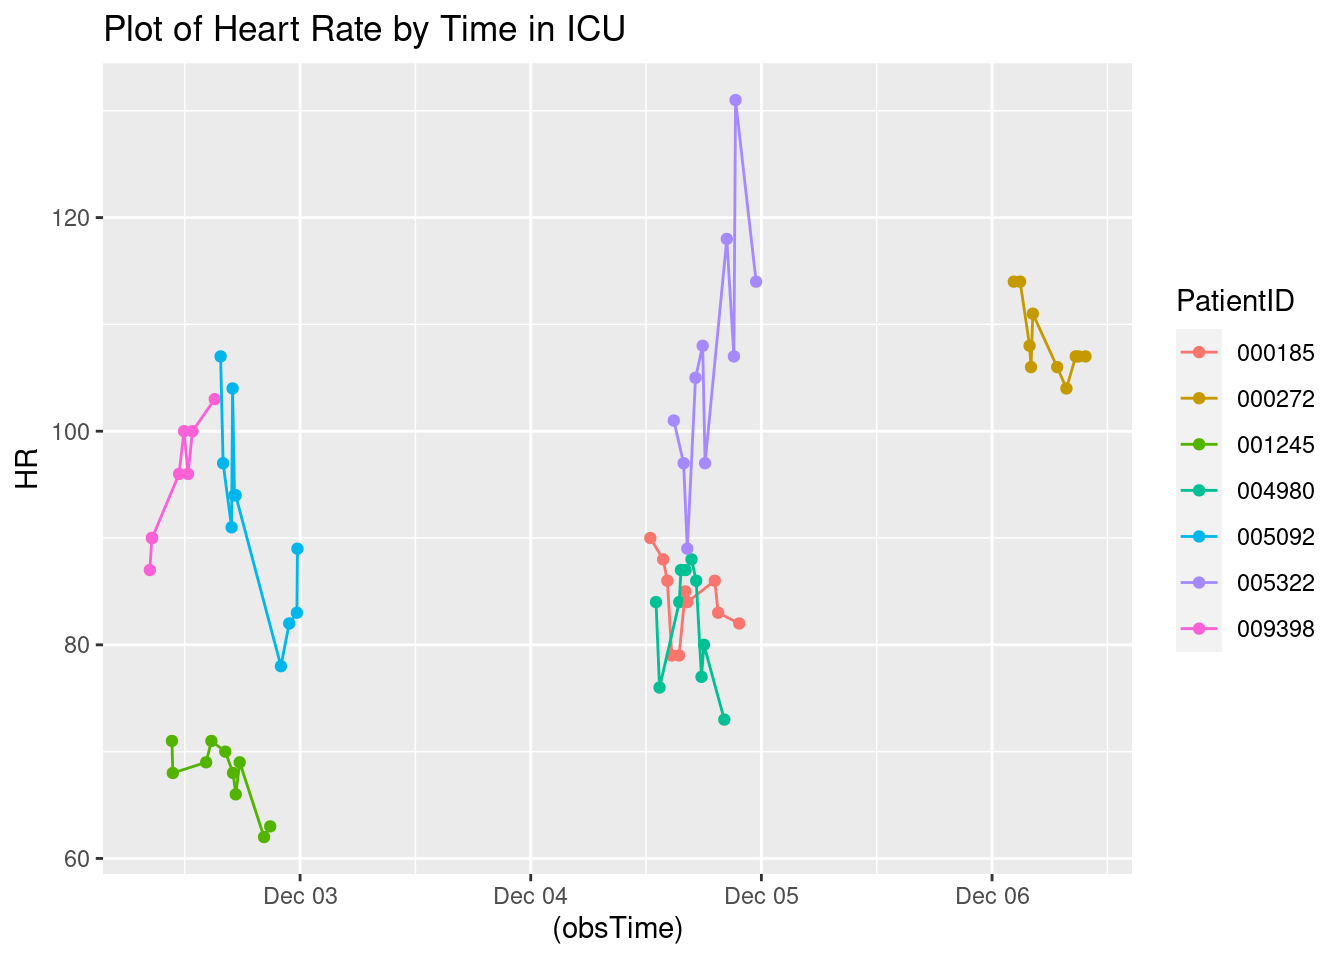 Plot of Heart Rate by Time in ICU
HR
120
100
80
60
Dec 03
Dec 04
Dec 05
Dec 06
(obsTime)
PatientID
000185
000272
001245
004980
005092
005322
009398